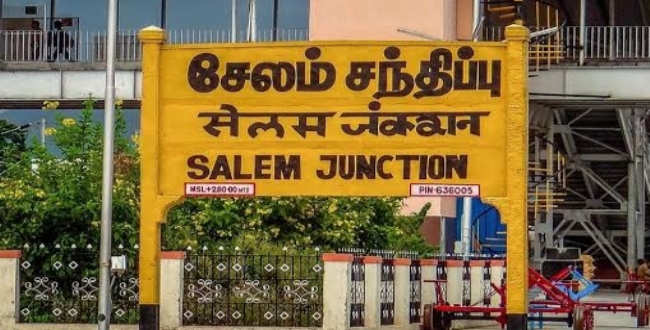 சேலம் சந்திப்பு
सेलम जंक्शन
SALEM JUNCTION
MSL+280·00 MTS
PIN-636005